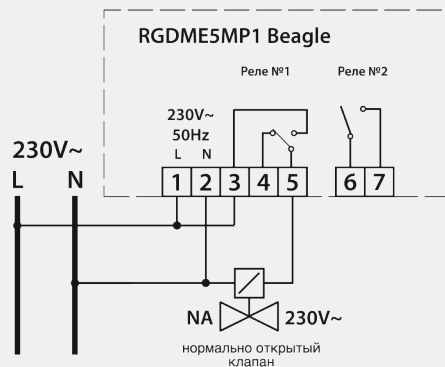 RGDME5MP1 Beagle
Реле №1 Реле №2
230V~
50Hz
L N
230V~
L N
1 2 3 4 5 6 7
NA 230V~
нормально открытый
клапан